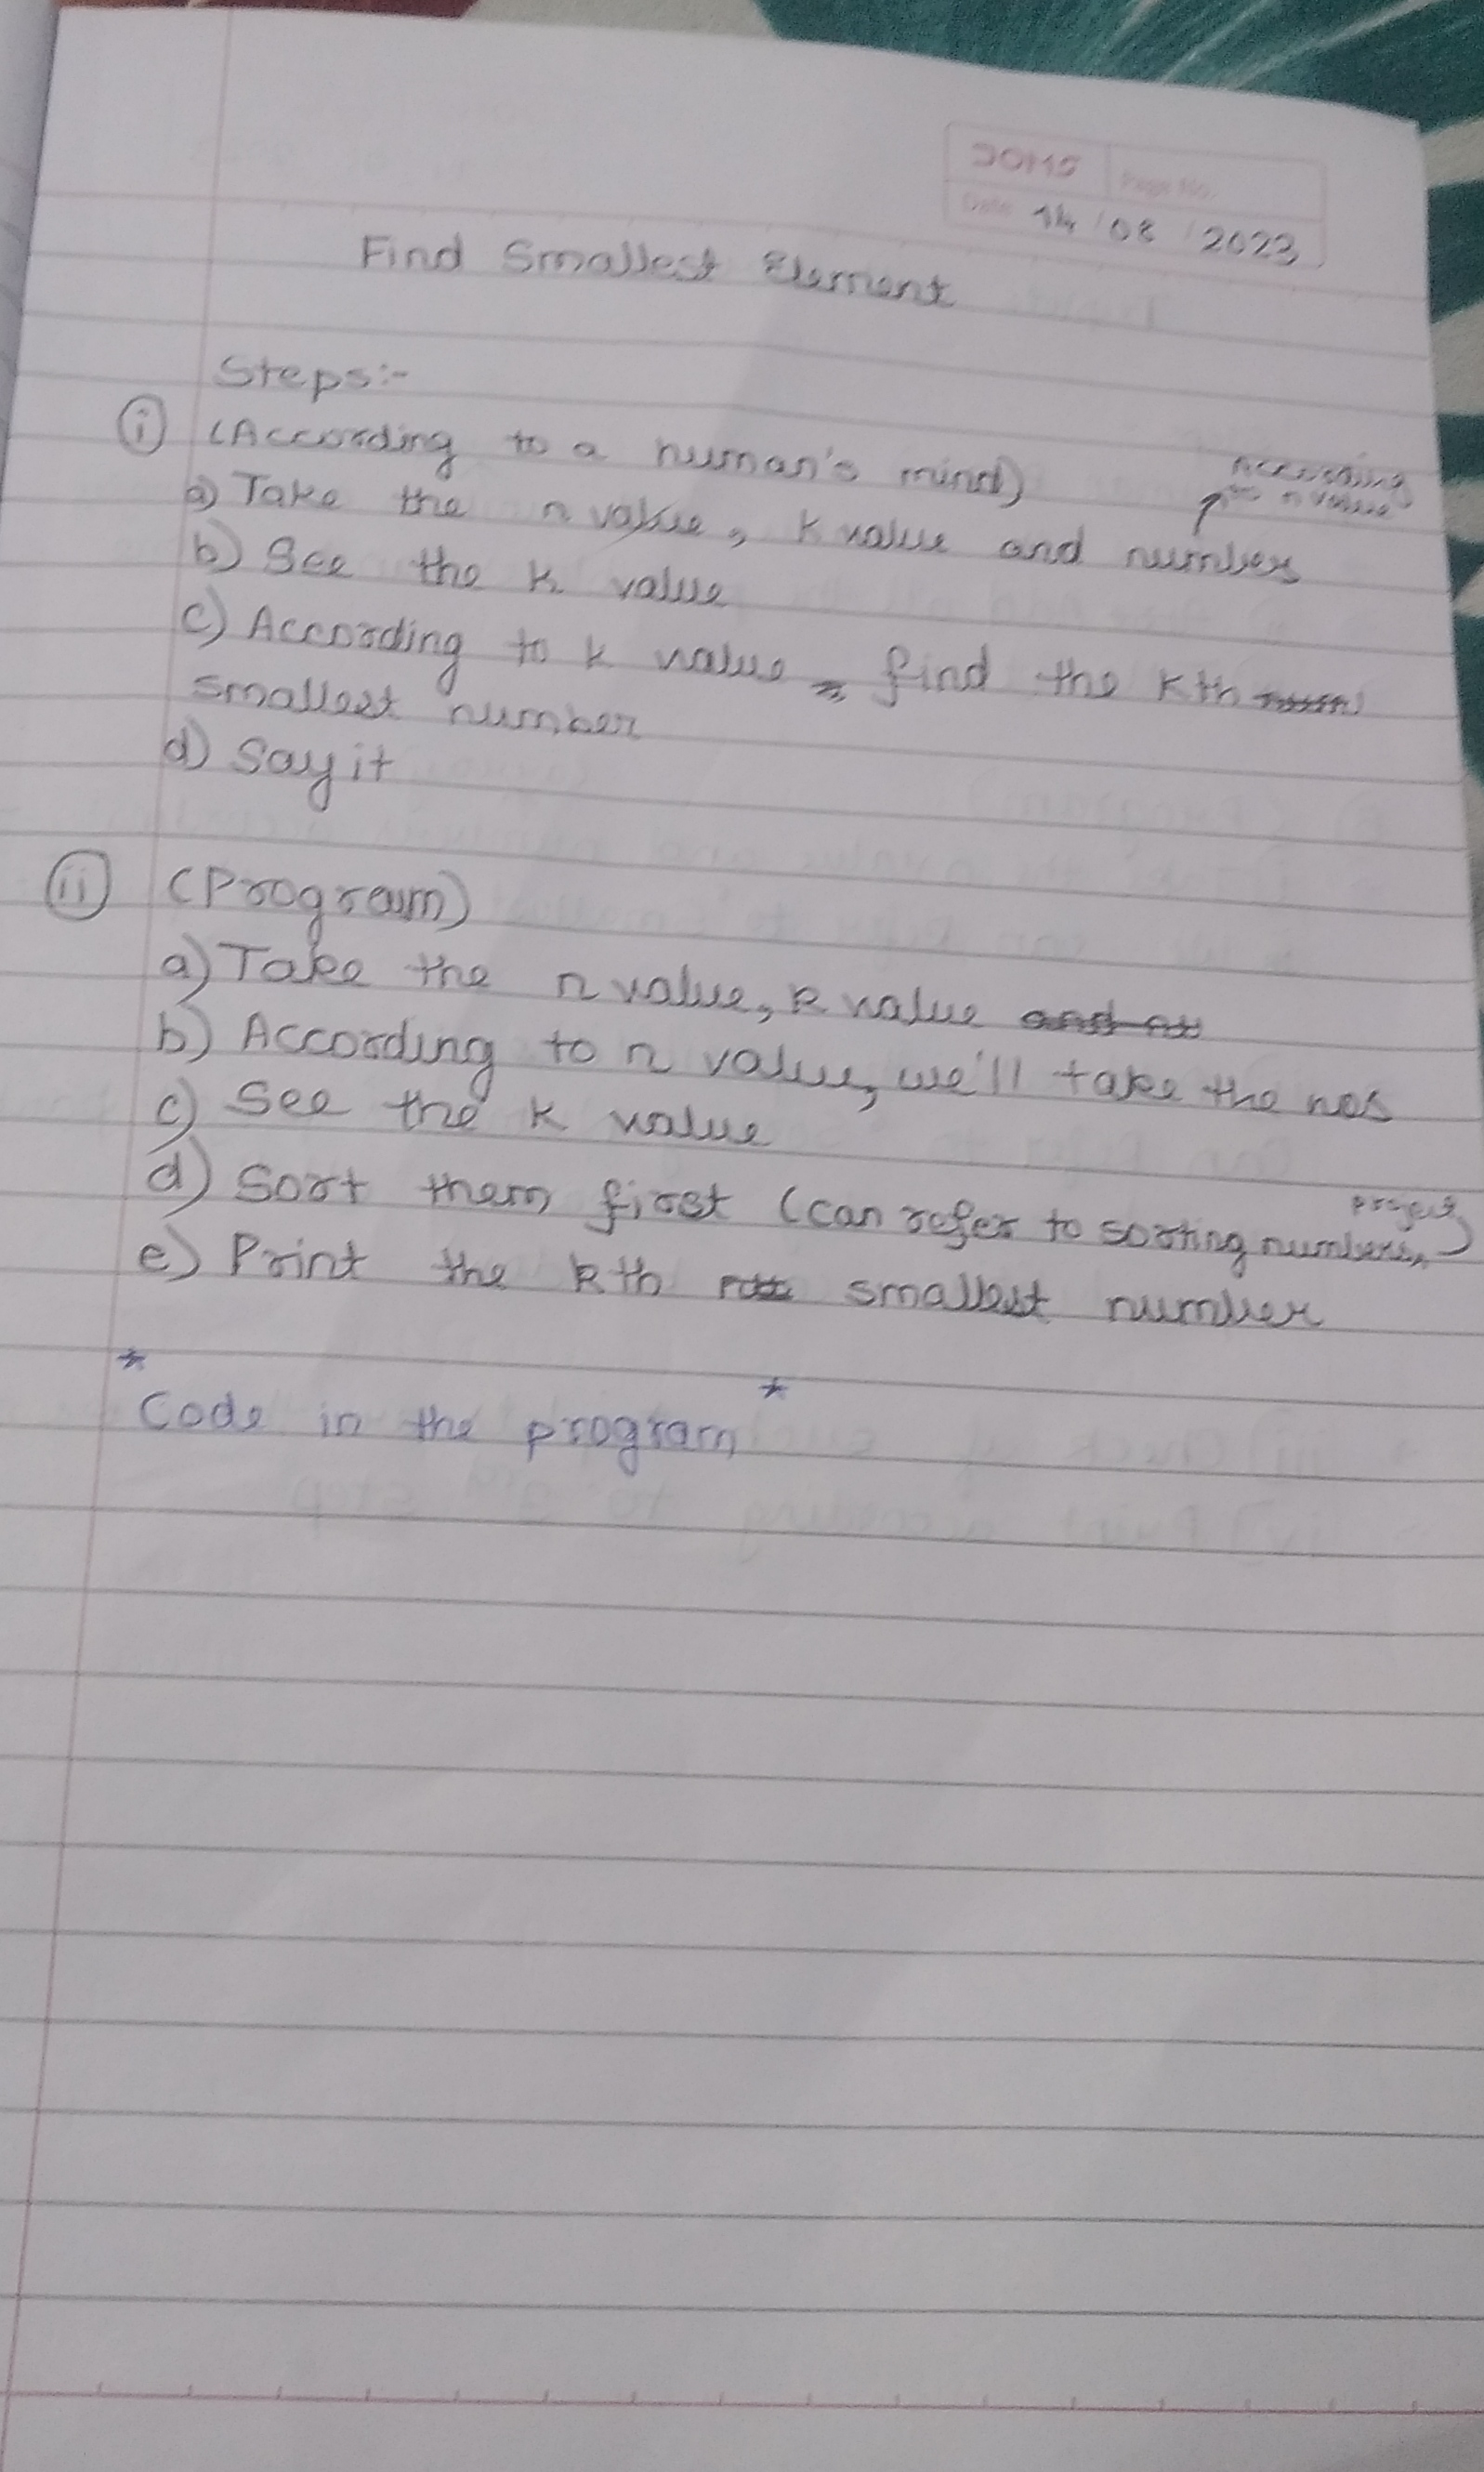 DOMS Page No.
Date 14 / 08 / 2023
Find Smallest Element
Steps:-
(i) (According to a human's mind)
According
to n value
a) Take the n value, k value and numbers
b) See the k value
c) According to k value, find the kth
smallest number
d) Say it
(ii) (Program)
a) Take the n value, k value and
b) According to n value, we'll take the nos
c) See the k value
d) Sort them first (can refer to sorting numbers, project)
e) Print the kth smallest number
* Code in the program *